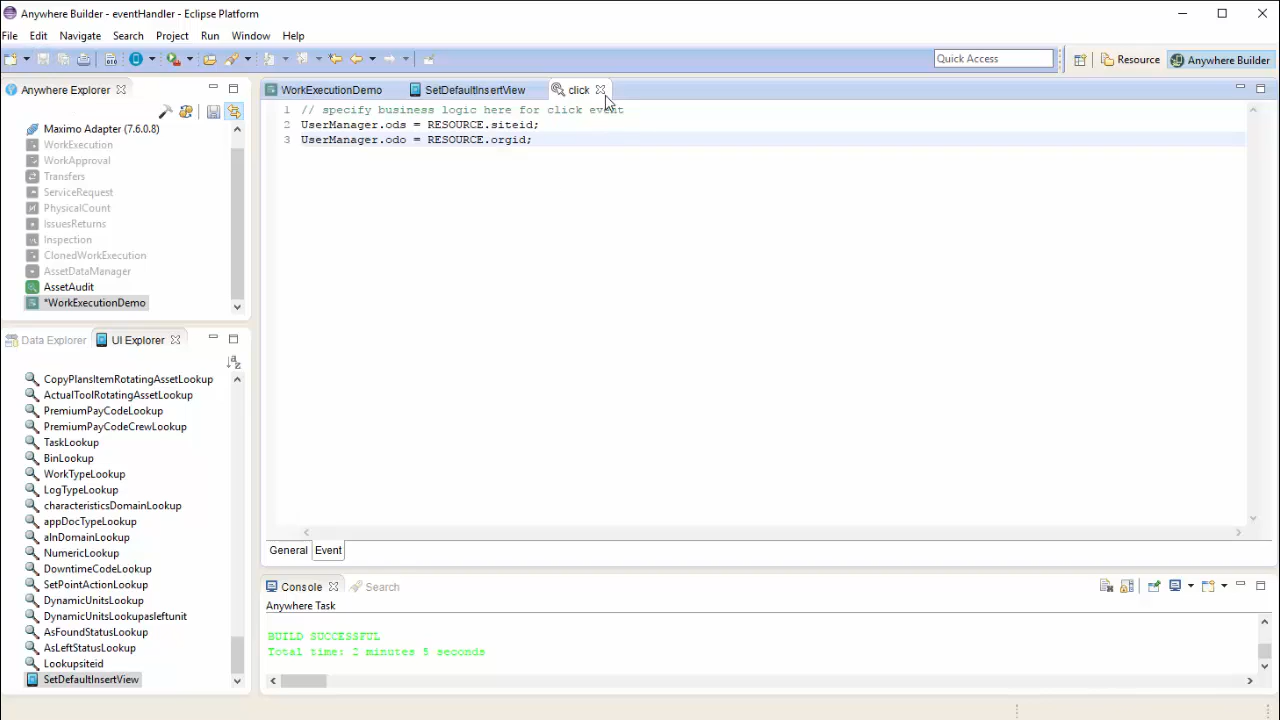 Anywhere Builder - eventHandler - Eclipse Platform
File Edit Navigate Search Project Run Window Help
Quick Access
Resource
Anywhere Builder
Anywhere Explorer
Maximo Adapter (7.6.0.8)
WorkExecution
WorkApproval
Transfers
ServiceRequest
PhysicalCount
IssuesReturns
Inspection
ClonedWorkExecution
AssetDataManager
AssetAudit
*WorkExecutionDemo
Data Explorer UI Explorer
CopyPlansItemRotatingAssetLookup
ActualToolRotatingAssetLookup
PremiumPayCodeLookup
PremiumPayCodeCrewLookup
TaskLookup
BinLookup
WorkTypeLookup
LogTypeLookup
characteristicsDomainLookup
appDocTypeLookup
alnDomainLookup
NumericLookup
DowntimeCodeLookup
SetPointActionLookup
DynamicUnitsLookup
DynamicUnitsLookupasleftunit
AsFoundStatusLookup
AsLeftStatusLookup
Lookupsiteid
SetDefaultInsertView
WorkExecutionDemo SetDefaultInsertView click
1 // specify business logic here for click event
2 UserManager.ods = RESOURCE.siteid;
3 UserManager.odo = RESOURCE.orgid;
General Event
Console Search
Anywhere Task
BUILD SUCCESSFUL
Total time: 2 minutes 5 seconds